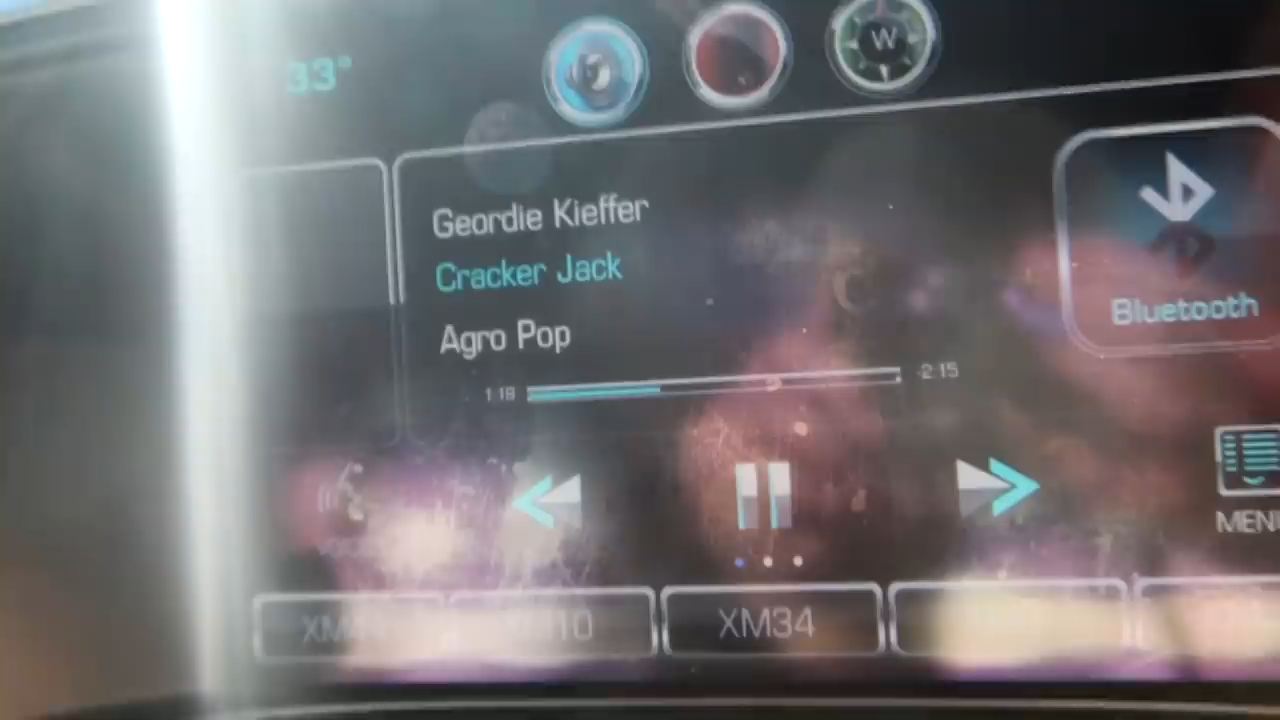 33°
W
Geordie Kieffer
Cracker Jack
Agro Pop
Bluetooth
1:18
-2:15
MENU
XM34